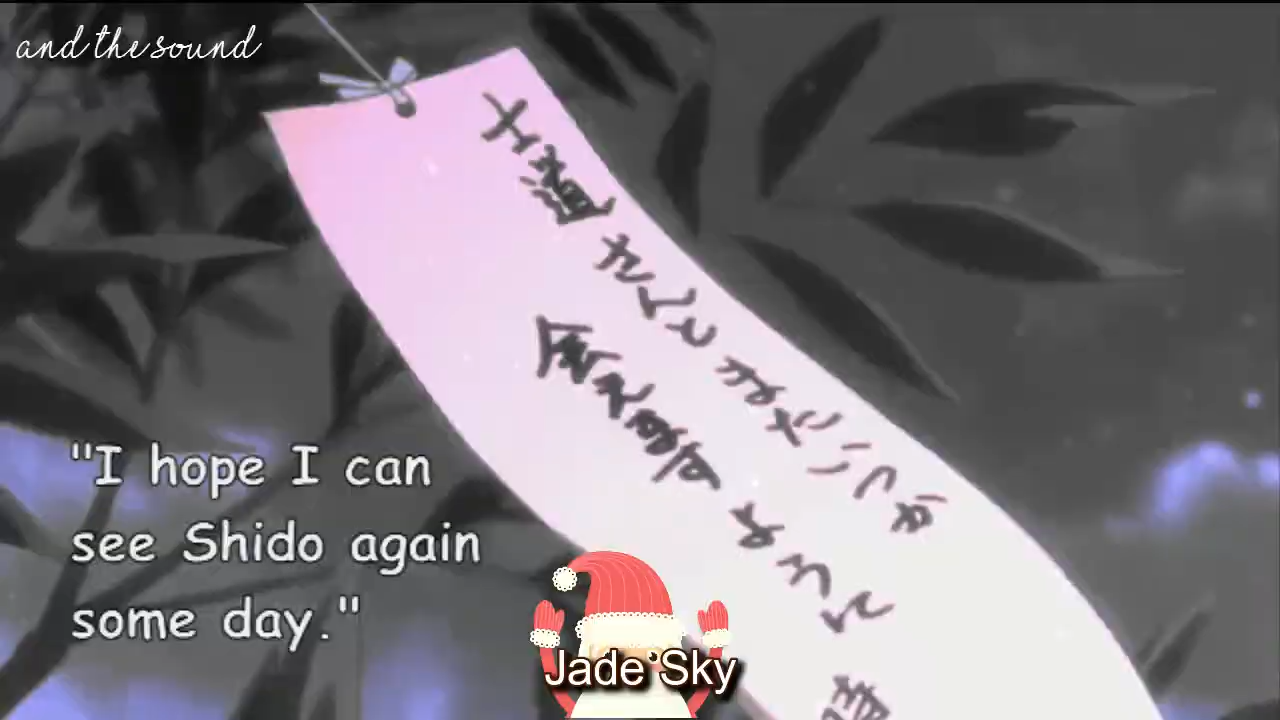 and the sound
士道さんとまたいつか
会えますように
"I hope I can
see Shido again
some day."
Jade Sky